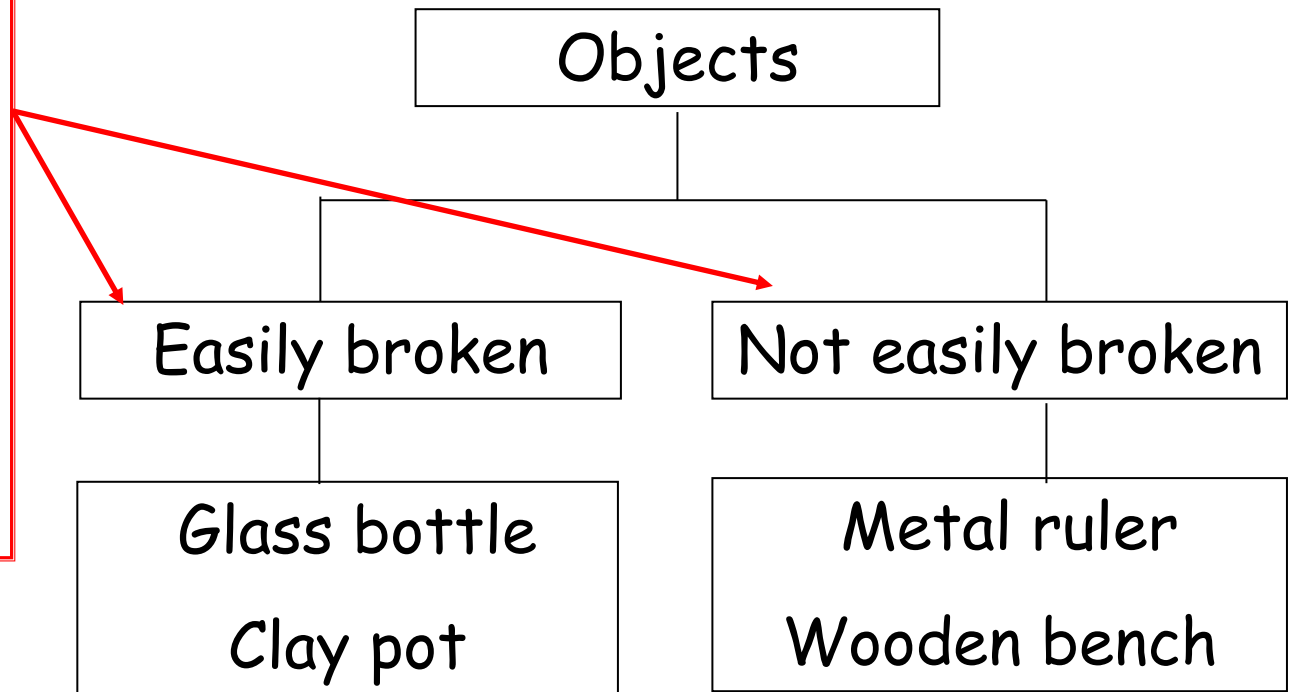 Objects
Easily broken
Not easily broken
Glass bottle
Clay pot
Metal ruler
Wooden bench